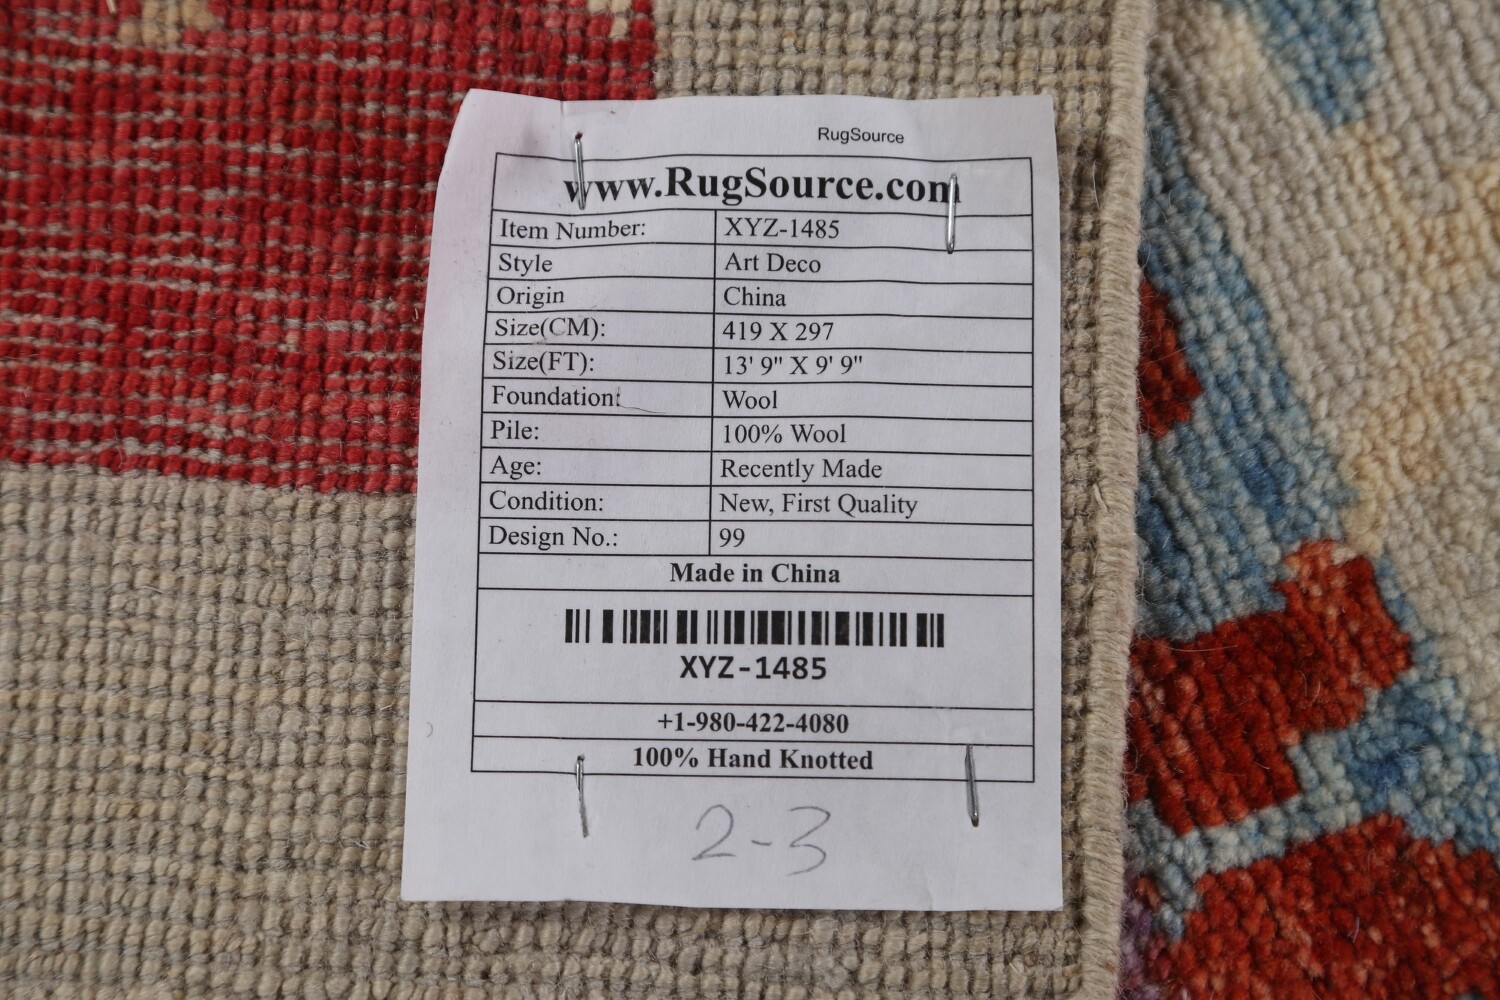 RugSource
www.RugSource.com
Item Number: XYZ-1485
Style Art Deco
Origin China
Size(CM): 419 X 297
Size(FT): 13' 9" X 9' 9"
Foundation: Wool
Pile: 100% Wool
Age: Recently Made
Condition: New, First Quality
Design No.: 99
Made in China
XYZ-1485
+1-980-422-4080
100% Hand Knotted
2-3